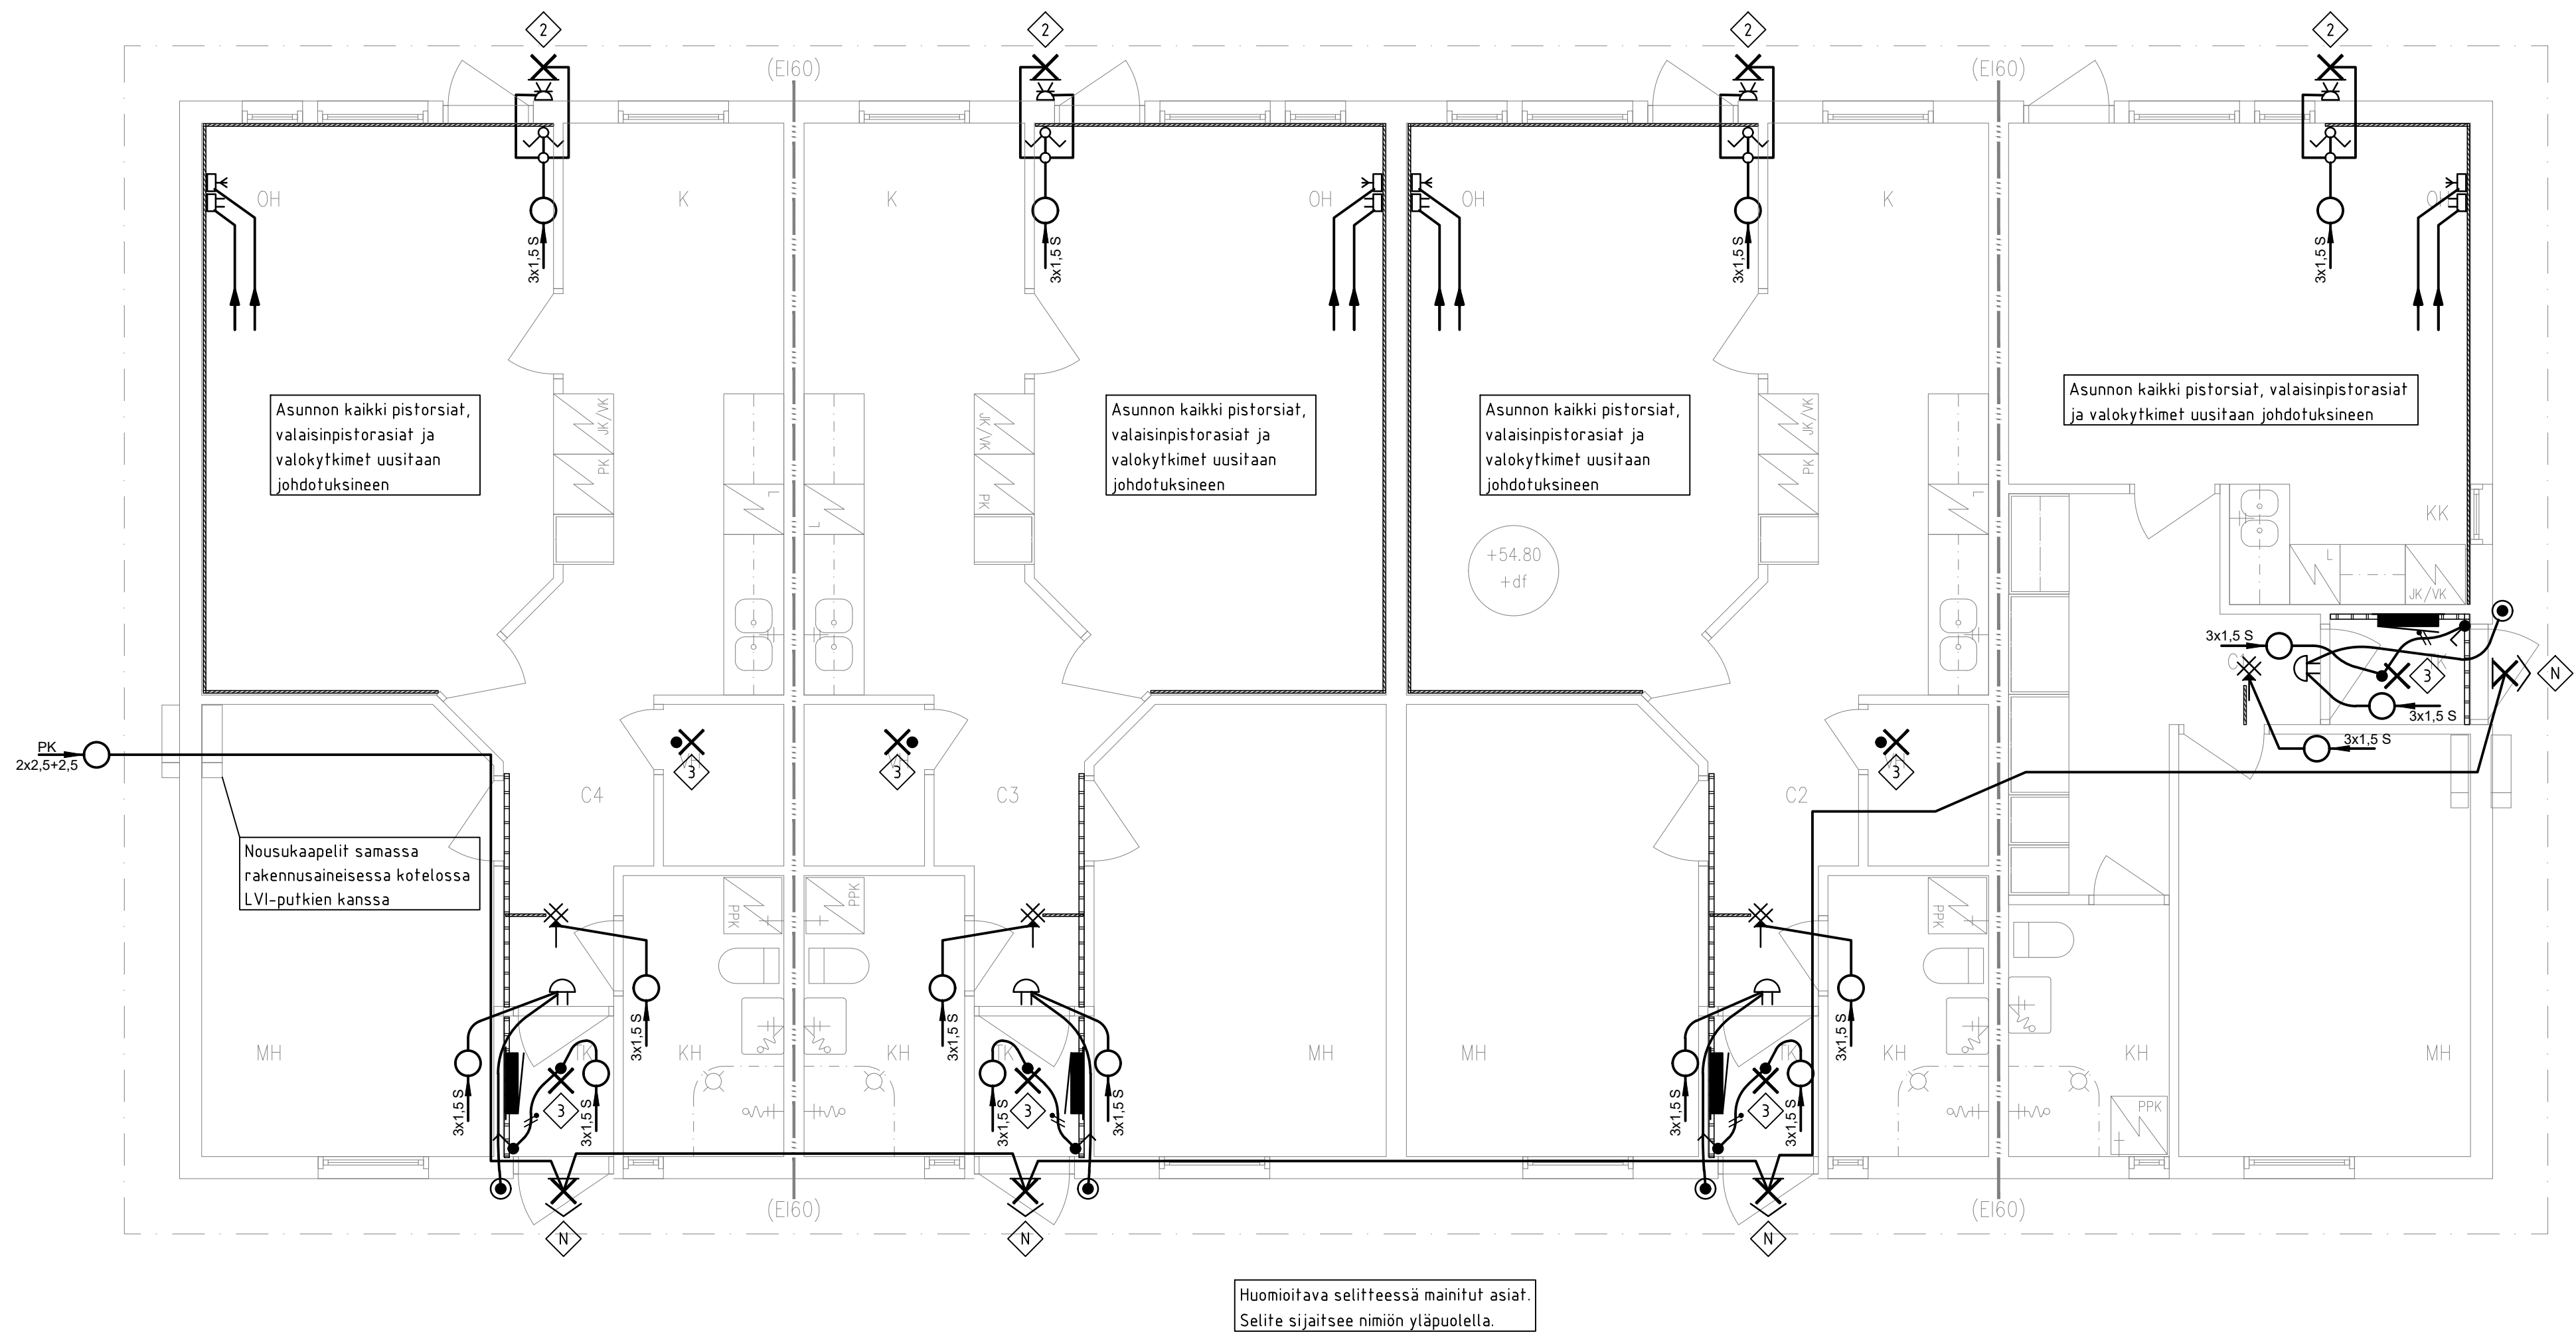 2 2 2 2
(EI60) (EI60)
OH K K OH OH K OH
3x1,5 S 3x1,5 S 3x1,5 S 3x1,5 S
Asunnon kaikki pistorsiat,
valaisinpistorasiat ja
valokytkimet uusitaan
johdotuksineen
JK/VK
PK
L
L
JK/VK
PK
Asunnon kaikki pistorsiat,
valaisinpistorasiat ja
valokytkimet uusitaan
johdotuksineen
Asunnon kaikki pistorsiat,
valaisinpistorasiat ja
valokytkimet uusitaan
johdotuksineen
+54.80
+df
JK/VK
PK
L
Asunnon kaikki pistorsiat, valaisinpistorasiat
ja valokytkimet uusitaan johdotuksineen
KK
L
JK/VK
3x1,5 S
3
N
3x1,5 S
3x1,5 S
PK
2x2,5+2,5
3 3 3
C4 C3 C2
Nousukaapelit samassa
rakennusaineisessa kotelossa
LVI-putkien kanssa
PPK PPK PPK
3x1,5 S 3x1,5 S 3x1,5 S
MH TK KH KH TK MH MH TK KH KH MH
3x1,5 S 3 3x1,5 S 3x1,5 S 3 3x1,5 S 3x1,5 S 3 3x1,5 S
PPK
(EI60) (EI60)
N N N
Huomioitava selitteessä mainitut asiat.
Selite sijaitsee nimiön yläpuolella.